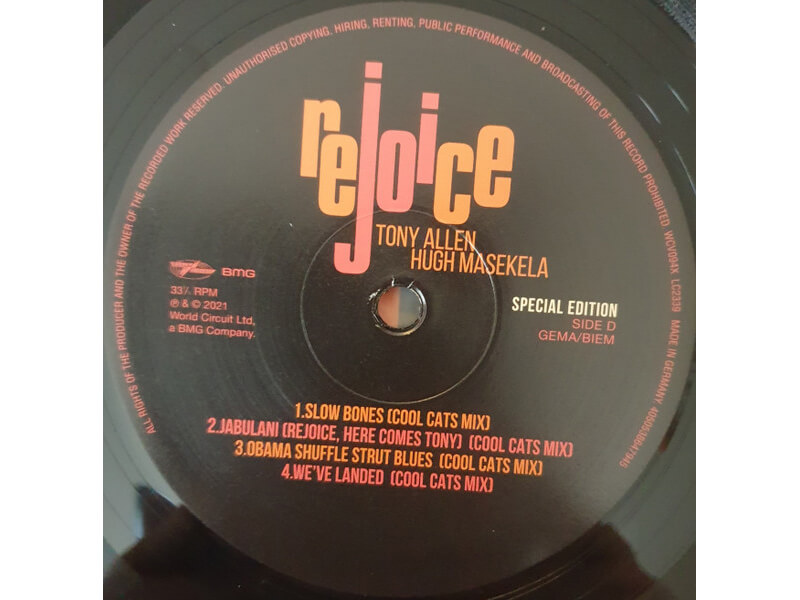 ALL RIGHTS OF THE PRODUCER AND THE OWNER OF THE RECORDED WORK RESERVED. UNAUTHORISED COPYING, HIRING, RENTING, PUBLIC PERFORMANCE AND BROADCASTING OF THIS RECORD PROHIBITED. WCV094X LC2339 MADE IN GERMANY. 4050538647945
rejoice
TONY ALLEN
HUGH MASEKELA
BMG
33⅓ RPM
℗ & © 2021
World Circuit Ltd,
a BMG Company.
SPECIAL EDITION
SIDE D
GEMA/BIEM
1.SLOW BONES (COOL CATS MIX)
2.JABULANI (REJOICE, HERE COMES TONY) (COOL CATS MIX)
3.OBAMA SHUFFLE STRUT BLUES (COOL CATS MIX)
4.WE'VE LANDED (COOL CATS MIX)